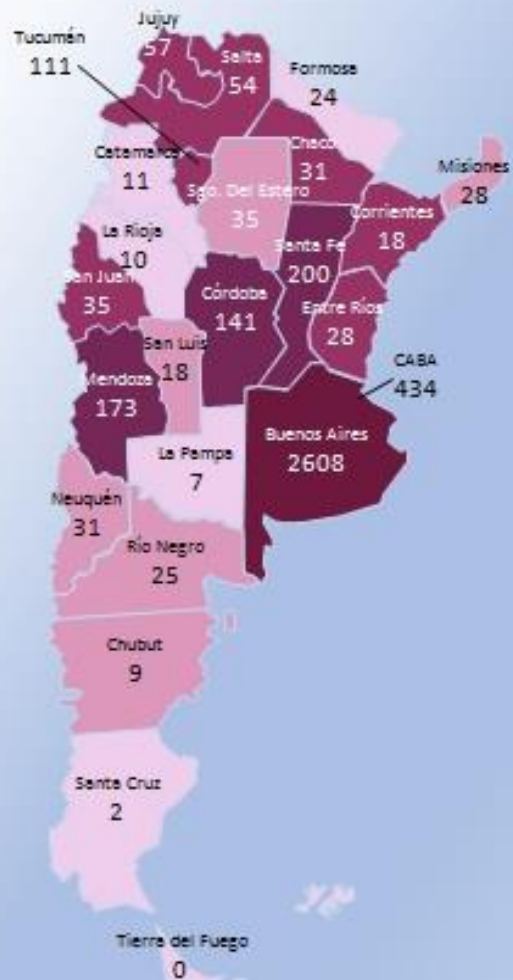 Jujuy
57
Tucumán
111
Salta
54
Formosa
24
Catamarca
11
Chaco
31
Misiones
28
Sgo. Del Estero
35
Corrientes
18
La Rioja
10
Santa Fe
200
San Juan
35
Córdoba
141
Entre Ríos
28
San Luis
18
CABA
434
Mendoza
173
Buenos Aires
2608
La Pampa
7
Neuquén
31
Río Negro
25
Chubut
9
Santa Cruz
2
Tierra del Fuego
0